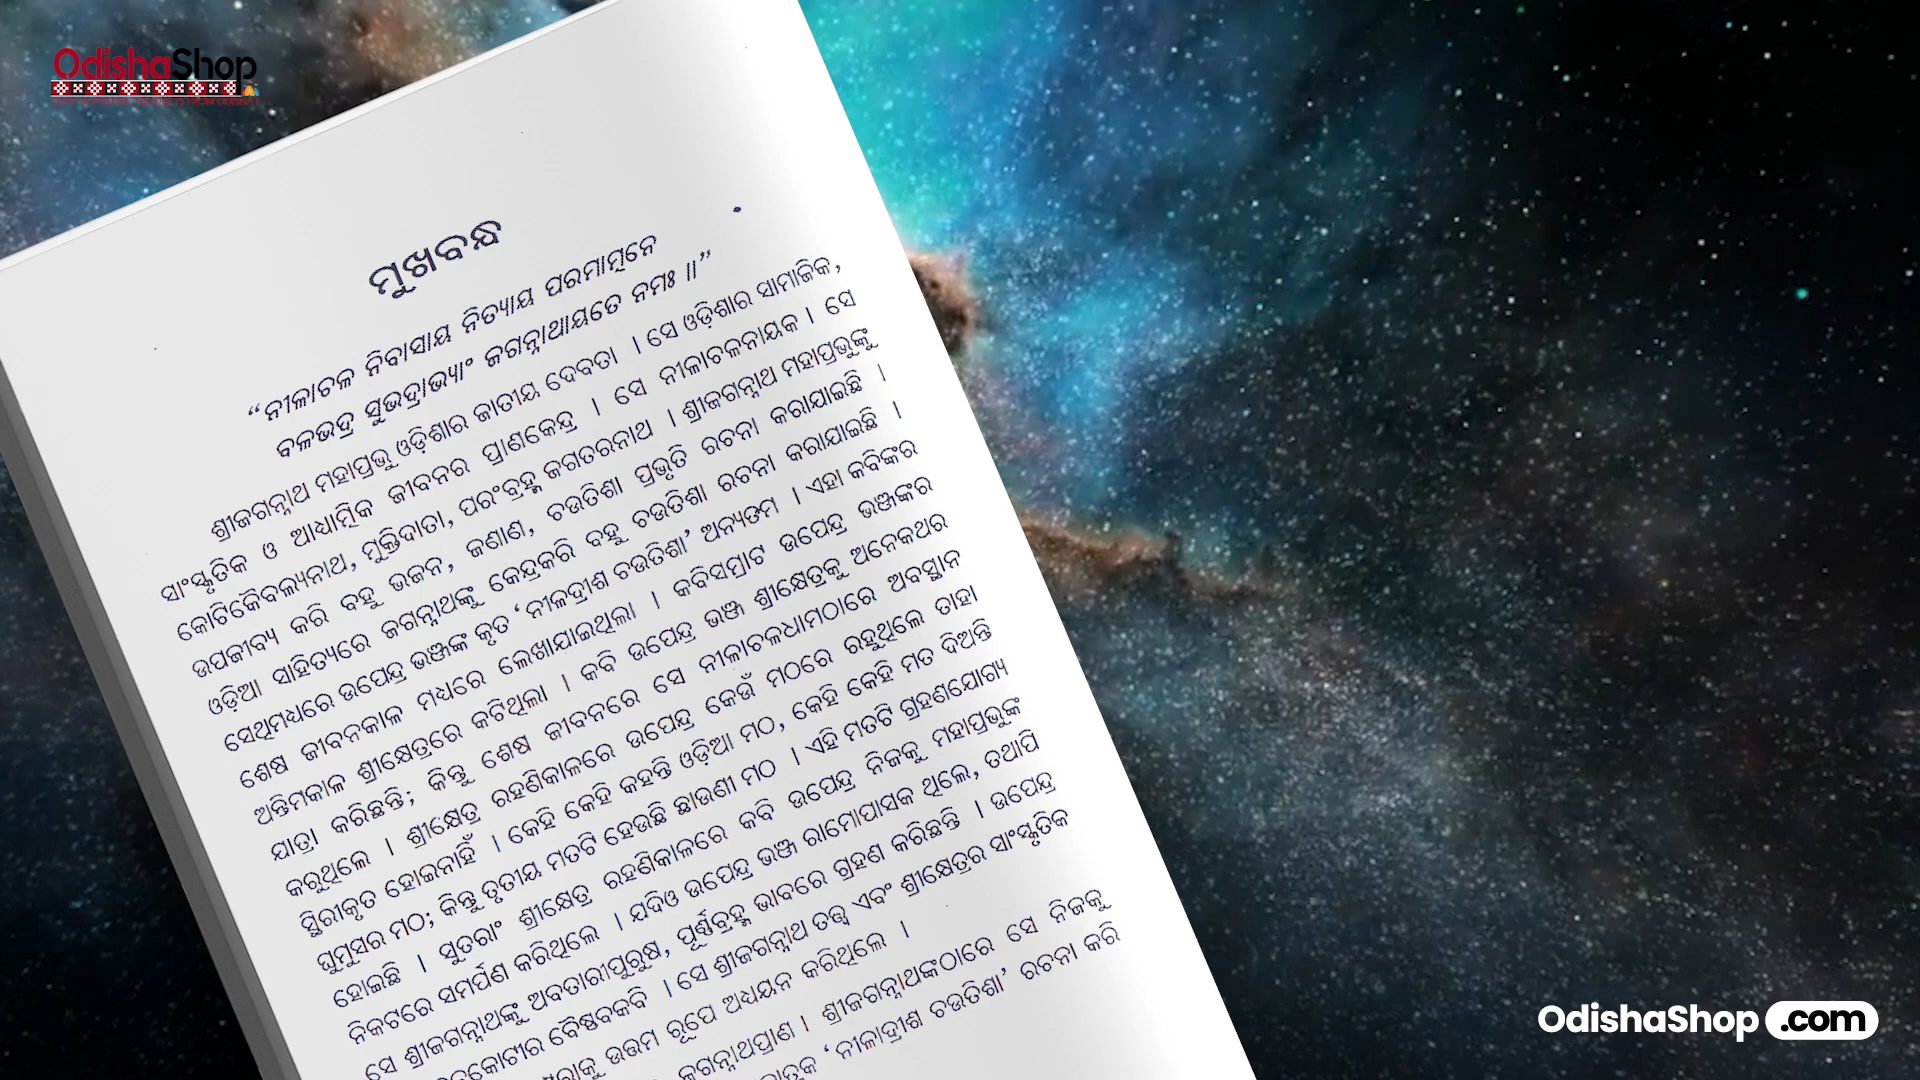 OdishaShop
ମୁଖବନ୍ଧ
“ନୀଳାଚଳ ନିବାସାୟ ନିତ୍ୟାୟ ପରମାତ୍ମନେ
ବଳଭଦ୍ର ସୁଭଦ୍ରାଭ୍ୟାଂ ଜଗନ୍ନାଥାୟତେ ନମଃ ।।”
ଶ୍ରୀଜଗନ୍ନାଥ ମହାପ୍ରଭୁ ଓଡ଼ିଶାର ଜାତୀୟ ଦେବତା । ସେ ଓଡ଼ିଶାର ସାମାଜିକ,
ସାଂସ୍କୃତିକ ଓ ଆଧ୍ୟାତ୍ମିକ ଜୀବନର ପ୍ରାଣକେନ୍ଦ୍ର । ସେ ନୀଳାଚଳନାୟକ । ସେ
କୋଟିକୈବଲ୍ୟନାଥ, ମୁକ୍ତିଦାତା, ପରଂବ୍ରହ୍ମ ଜଗତରନାଥ । ଶ୍ରୀଜଗନ୍ନାଥ ମହାପ୍ରଭୁଙ୍କୁ
ଉପଜୀବ୍ୟ କରି ବହୁ ଭଜନ, ଜଣାଣ, ଚଉତିଶା ପ୍ରଭୃତି ରଚନା କରାଯାଇଛି ।
ଓଡ଼ିଆ ସାହିତ୍ୟରେ ଜଗନ୍ନାଥଙ୍କୁ କେନ୍ଦ୍ରକରି ବହୁ ଚଉତିଶା ରଚନା କରାଯାଇଛି ।
ସେଥିମଧ୍ୟରେ ଉପେନ୍ଦ୍ର ଭଞ୍ଜଙ୍କ କୃତ ‘ ନୀଳଦ୍ରୀଶ ଚଉତିଶା’ ଅନ୍ୟତମ । ଏହା କବିଙ୍କର
ଶେଷ ଜୀବନକାଳ ମଧ୍ୟରେ ଲେଖାଯାଇଥିଲା । କବିସମ୍ରାଟ ଉପେନ୍ଦ୍ର ଭଞ୍ଜଙ୍କର
ଅନ୍ତିମକାଳ ଶ୍ରୀକ୍ଷେତ୍ରରେ କଟିଥିଲା । କବି ଉପେନ୍ଦ୍ର ଭଞ୍ଜ ଶ୍ରୀକ୍ଷେତ୍ରକୁ ଅନେକଥର
ଯାତ୍ରା କରିଛନ୍ତି; କିନ୍ତୁ ଶେଷ ଜୀବନରେ ସେ ନୀଳାଚଳଧାମଠାରେ ଅବସ୍ଥାନ
କରୁଥିଲେ । ଶ୍ରୀକ୍ଷେତ୍ର ରହଣିକାଳରେ ଉପେନ୍ଦ୍ର କେଉଁ ମଠରେ ରହୁଥିଲେ ତାହା
ସ୍ଥିରୀକୃତ ହୋଇନାହିଁ । କେହି କେହି କହନ୍ତି ଓଡ଼ିଆ ମଠ, କେହି କେହି ମତ ଦିଅନ୍ତି
ଘୁମୁସର ମଠ; କିନ୍ତୁ ତୃତୀୟ ମତଟି ହେଉଛି ଛାଉଣୀ ମଠ । ଏହି ମତଟି ଗ୍ରହଣଯୋଗ୍ୟ
ହୋଇଛି । ସୁତରାଂ ଶ୍ରୀକ୍ଷେତ୍ର ରହଣିକାଳରେ କବି ଉପେନ୍ଦ୍ର ନିଜକୁ ମହାପ୍ରଭୁଙ୍କ
ନିକଟରେ ସମର୍ପଣ କରିଥିଲେ । ଯଦିଓ ଉପେନ୍ଦ୍ର ଭଞ୍ଜ ରାମୋପାସକ ଥିଲେ, ତଥାପି
ସେ ଶ୍ରୀଜଗନ୍ନାଥଙ୍କୁ ଅବତାରୀପୁରୁଷ, ପୂର୍ଣ୍ଣବ୍ରହ୍ମ ଭାବରେ ଗ୍ରହଣ କରିଛନ୍ତି । ଉପେନ୍ଦ୍ର
ବୈଷ୍ଣବକବି । ସେ ଶ୍ରୀଜଗନ୍ନାଥ ତତ୍ତ୍ୱ ଏବଂ ଶ୍ରୀକ୍ଷେତ୍ରର ସାଂସ୍କୃତିକ
ଉତ୍ତମ ରୂପେ ଅଧ୍ୟୟନ କରିଥିଲେ ।
ଜଗନ୍ନାଥପ୍ରାଣ । ଶ୍ରୀଜଗନ୍ନାଥଙ୍କଠାରେ ସେ ନିଜକୁ
‘ ନୀଳାଦ୍ରୀଶ ଚଉତିଶା’ ରଚନା କରି
OdishaShop .com